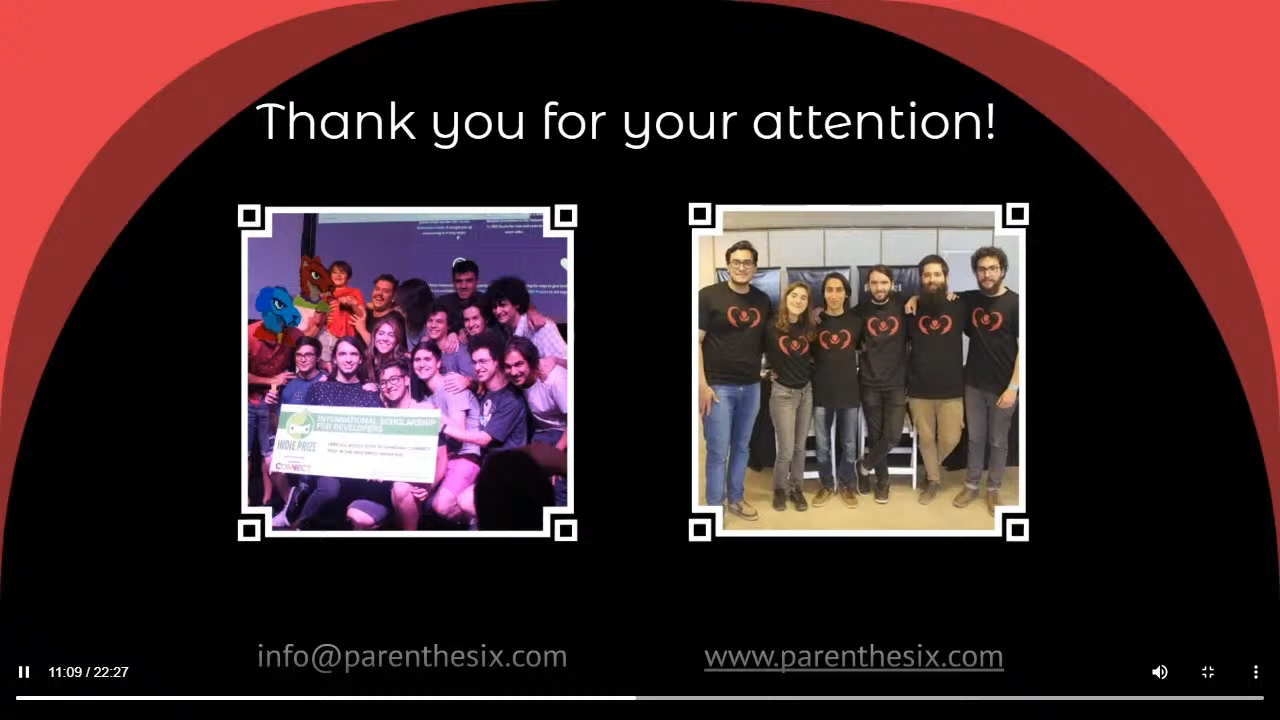 Thank you for your attention!
INTERNATIONAL SCHOLARSHIP
FOR DEVELOPERS
INDIE PRIZE
info@parenthesix.com
www.parenthesix.com
11:09 / 22:27